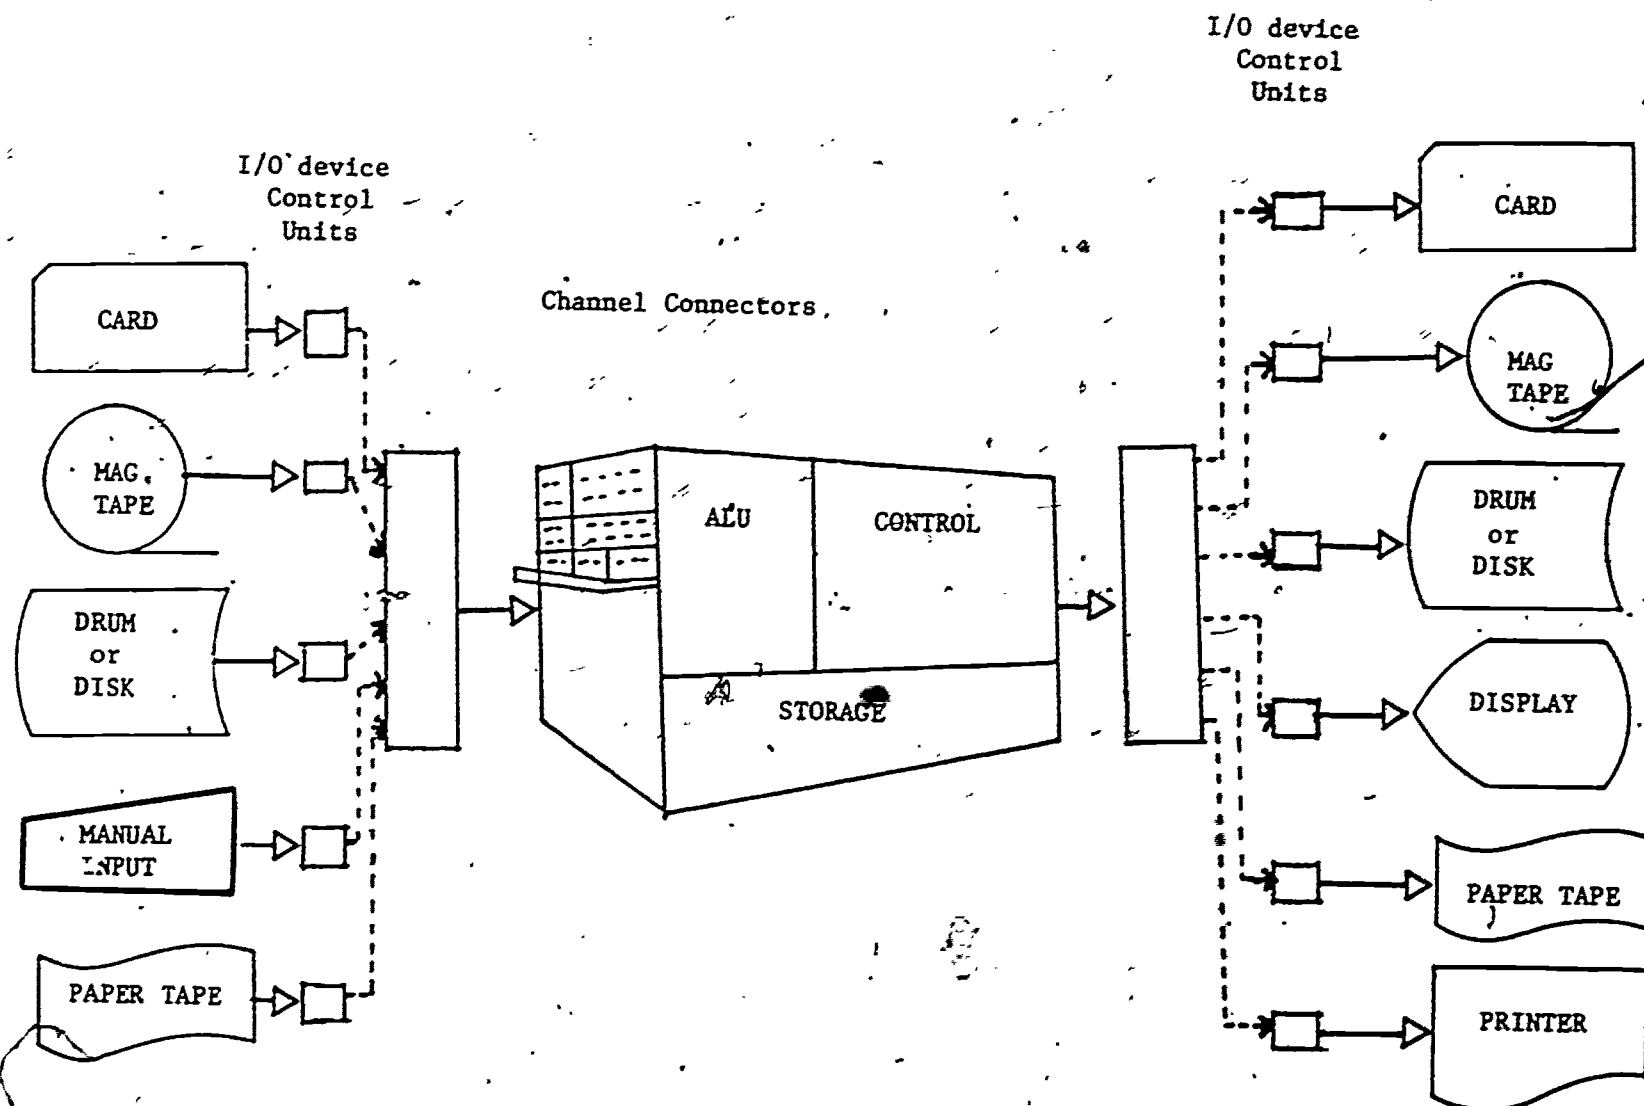 I/O device
Control
Units
I/O device
Control
Units
Channel Connectors
CARD
MAG
TAPE
DRUM
or
DISK
MANUAL
INPUT
PAPER TAPE
ALU
CONTROL
STORAGE
CARD
MAG
TAPE
DRUM
or
DISK
DISPLAY
PAPER TAPE
PRINTER